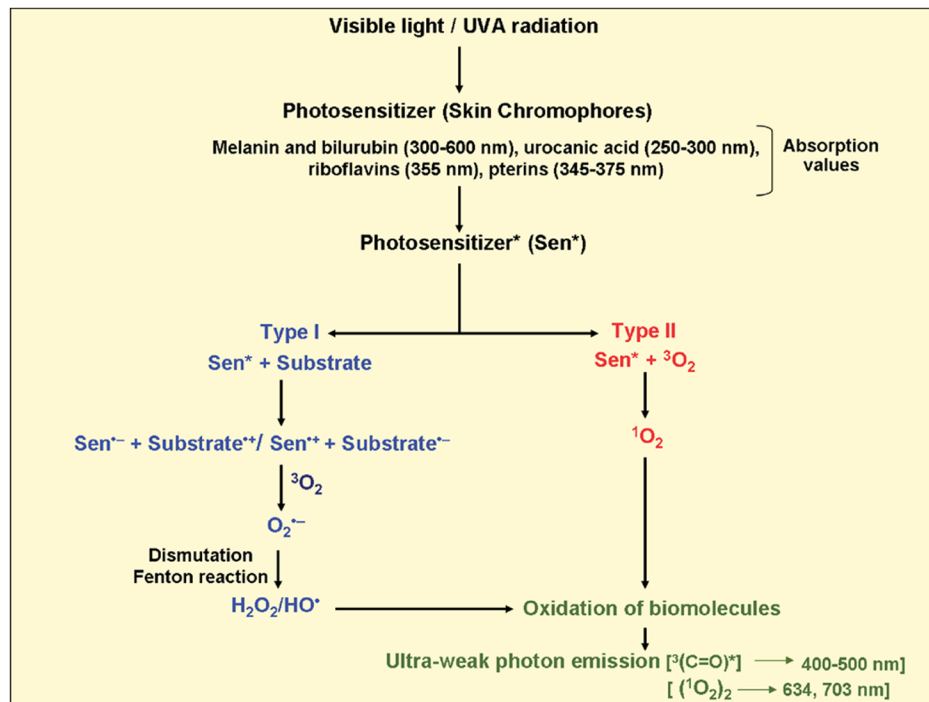 Visible light / UVA radiation
Photosensitizer (Skin Chromophores)
Melanin and bilurubin (300-600 nm), urocanic acid (250-300 nm),
riboflavins (355 nm), pterins (345-375 nm)
Absorption
values
Photosensitizer* (Sen*)
Type I
Sen* + Substrate
Type II
Sen* + ³O₂
Sen•⁻ + Substrate•⁺/ Sen•⁺ + Substrate•⁻
¹O₂
³O₂
O₂•⁻
Dismutation
Fenton reaction
H₂O₂/HO•
Oxidation of biomolecules
Ultra-weak photon emission [³(C=O)*] → 400-500 nm]
[ (¹O₂)₂ → 634, 703 nm]